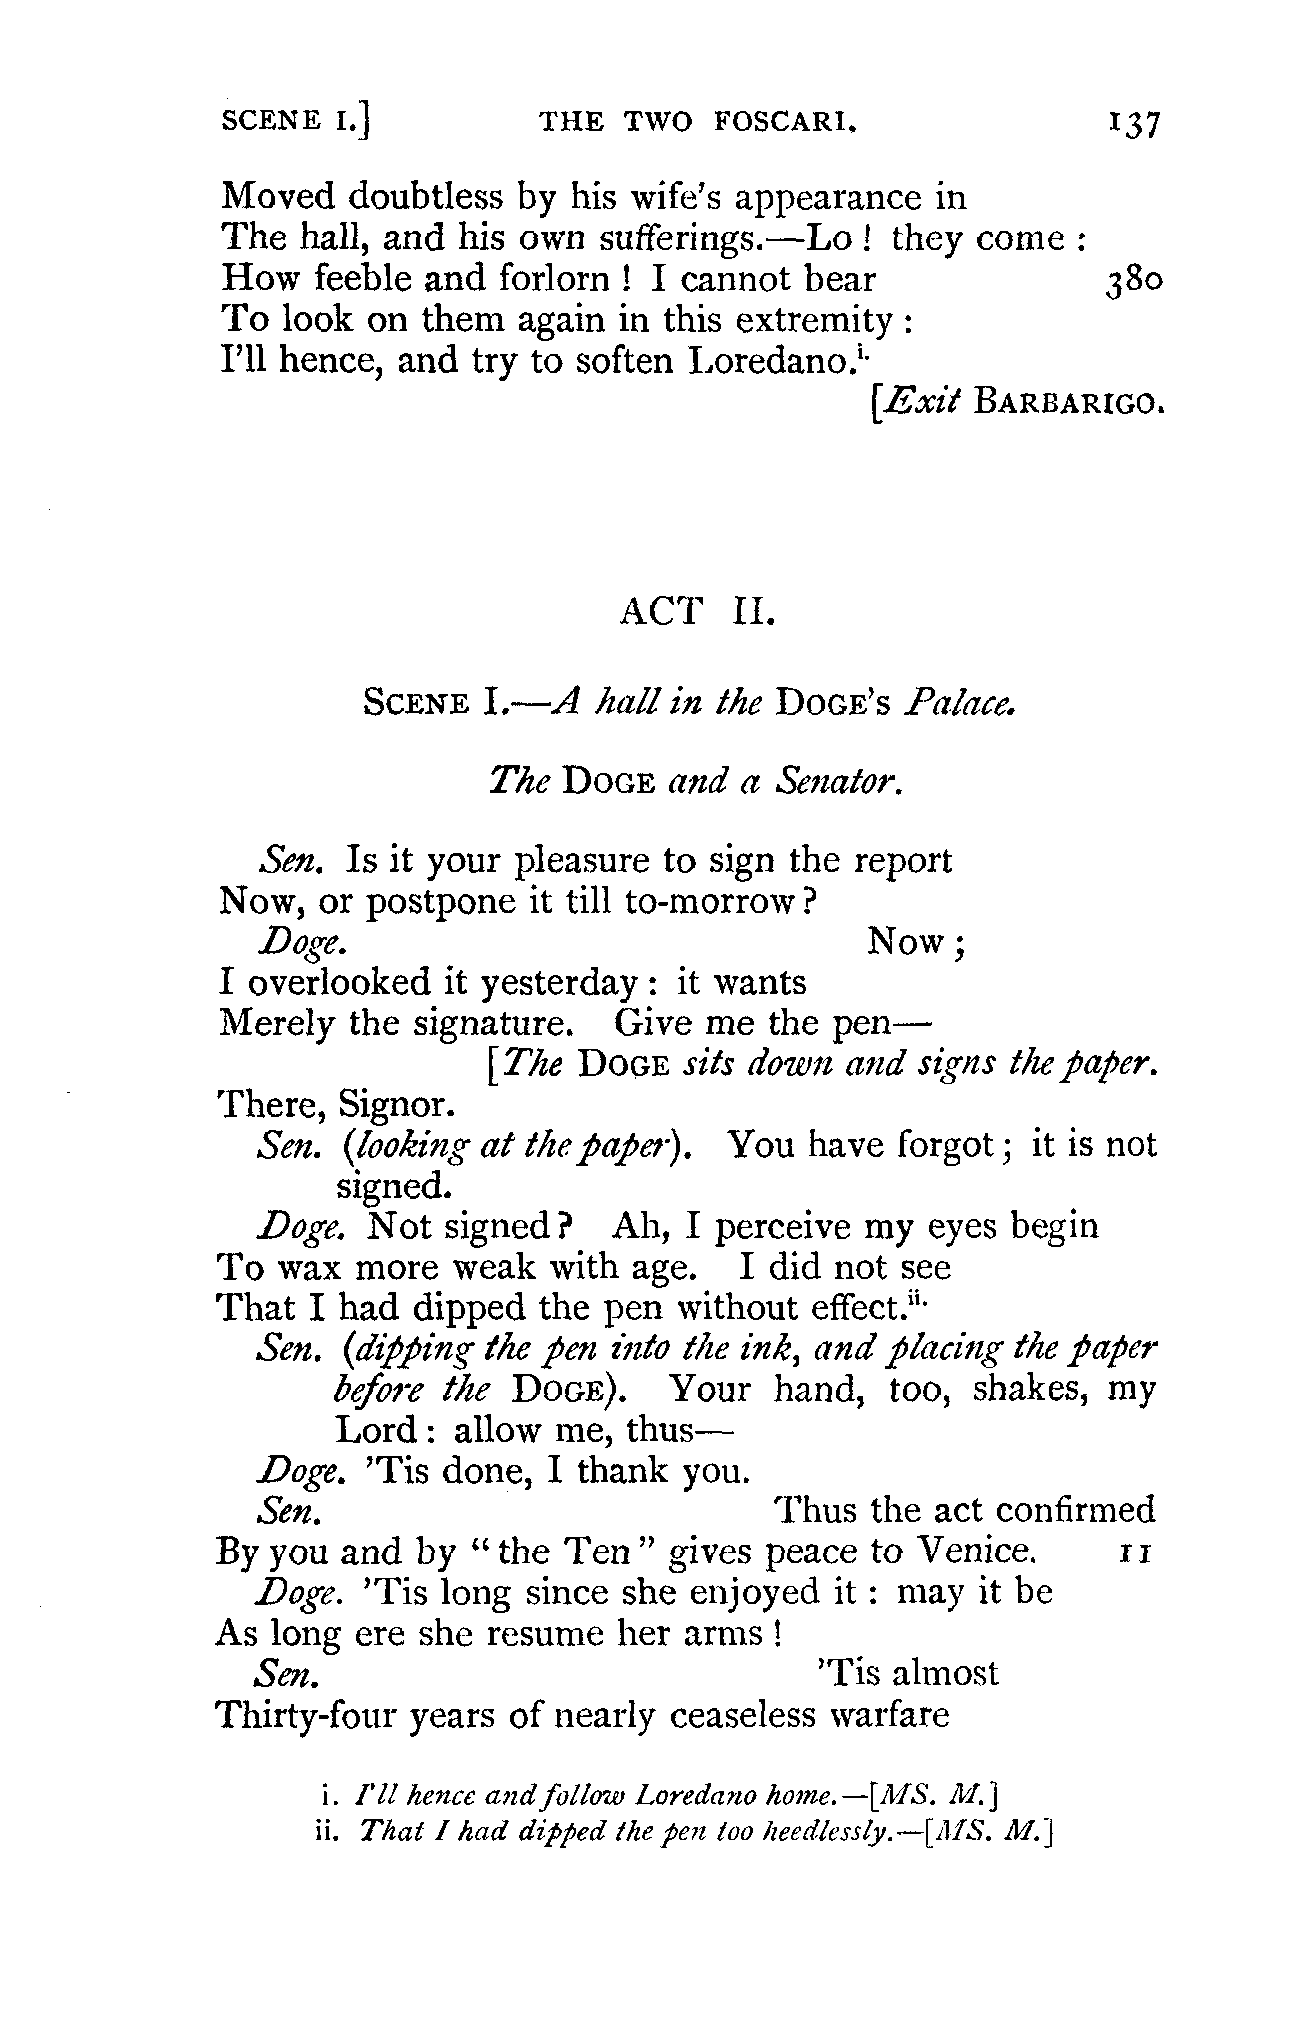 SCENE I.] THE TWO FOSCARI. 137
Moved doubtless by his wife's appearance in
The hall, and his own sufferings.—Lo! they come:
How feeble and forlorn! I cannot bear 380
To look on them again in this extremity:
I'll hence, and try to soften Loredano.i.
[Exit BARBARIGO.
ACT II.
SCENE I.—A hall in the DOGE'S Palace.
The DOGE and a Senator.
Sen. Is it your pleasure to sign the report
Now, or postpone it till to-morrow?
Doge. Now;
I overlooked it yesterday: it wants
Merely the signature. Give me the pen—
[The DOGE sits down and signs the paper.
There, Signor.
Sen. (looking at the paper). You have forgot; it is not
signed.
Doge. Not signed? Ah, I perceive my eyes begin
To wax more weak with age. I did not see
That I had dipped the pen without effect.ii.
Sen. (dipping the pen into the ink, and placing the paper
before the DOGE). Your hand, too, shakes, my
Lord: allow me, thus—
Doge. 'Tis done, I thank you.
Sen. Thus the act confirmed
By you and by "the Ten" gives peace to Venice. 11
Doge. 'Tis long since she enjoyed it: may it be
As long ere she resume her arms!
Sen. 'Tis almost
Thirty-four years of nearly ceaseless warfare
i. I'll hence and follow Loredano home.—[MS. M.]
ii. That I had dipped the pen too heedlessly.—[MS. M.]